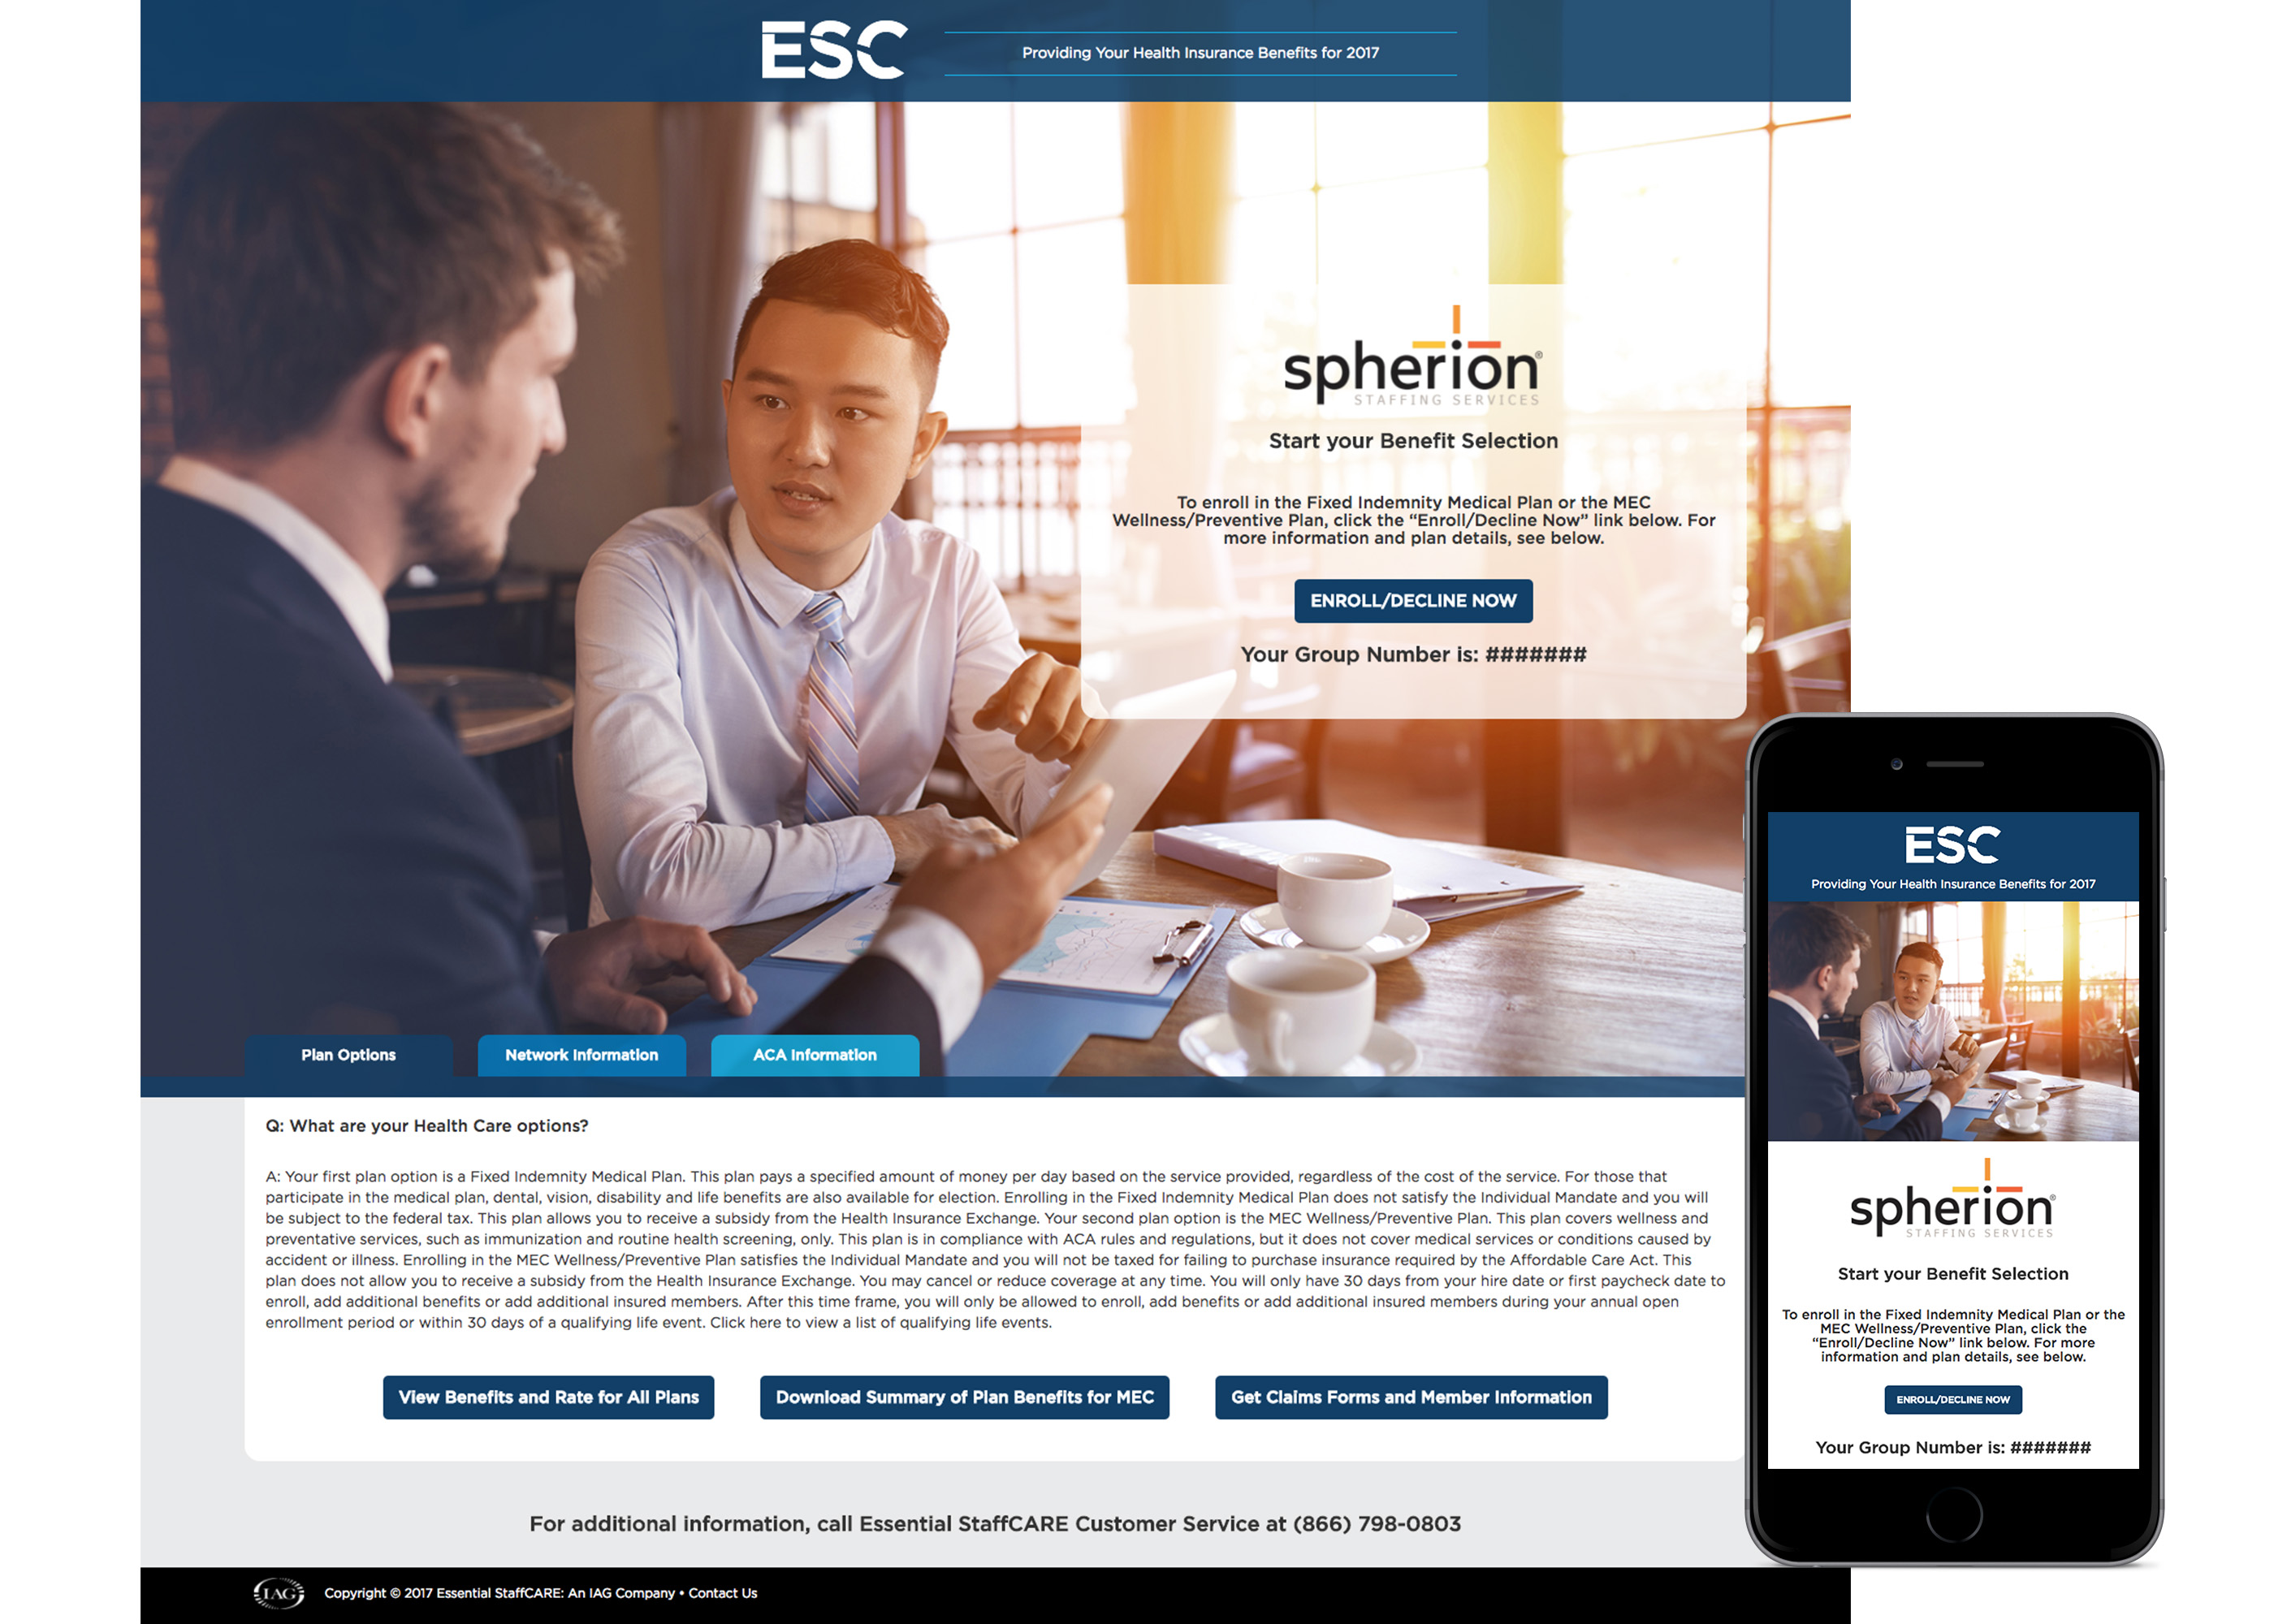 ESC
Providing Your Health Insurance Benefits for 2017
spherion®
STAFFING SERVICES
Start your Benefit Selection
To enroll in the Fixed Indemnity Medical Plan or the MEC
Wellness/Preventive Plan, click the “Enroll/Decline Now” link below. For
more information and plan details, see below.
ENROLL/DECLINE NOW
Your Group Number is: #######
Plan Options
Network Information
ACA Information
Q: What are your Health Care options?
A: Your first plan option is a Fixed Indemnity Medical Plan. This plan pays a specified amount of money per day based on the service provided, regardless of the cost of the service. For those that
participate in the medical plan, dental, vision, disability and life benefits are also available for election. Enrolling in the Fixed Indemnity Medical Plan does not satisfy the Individual Mandate and you will
be subject to the federal tax. This plan allows you to receive a subsidy from the Health Insurance Exchange. Your second plan option is the MEC Wellness/Preventive Plan. This plan covers wellness and
preventative services, such as immunization and routine health screening, only. This plan is in compliance with ACA rules and regulations, but it does not cover medical services or conditions caused by
accident or illness. Enrolling in the MEC Wellness/Preventive Plan satisfies the Individual Mandate and you will not be taxed for failing to purchase insurance required by the Affordable Care Act. This
plan does not allow you to receive a subsidy from the Health Insurance Exchange. You may cancel or reduce coverage at any time. You will only have 30 days from your hire date or first paycheck date to
enroll, add additional benefits or add additional insured members. After this time frame, you will only be allowed to enroll, add benefits or add additional insured members during your annual open
enrollment period or within 30 days of a qualifying life event. Click here to view a list of qualifying life events.
View Benefits and Rate for All Plans
Download Summary of Plan Benefits for MEC
Get Claims Forms and Member Information
For additional information, call Essential StaffCARE Customer Service at (866) 798-0803
IAG
Copyright © 2017 Essential StaffCARE: An IAG Company • Contact Us
ESC
Providing Your Health Insurance Benefits for 2017
spherion®
STAFFING SERVICES
Start your Benefit Selection
To enroll in the Fixed Indemnity Medical Plan or the
MEC Wellness/Preventive Plan, click the
“Enroll/Decline Now” link below. For more
information and plan details, see below.
ENROLL/DECLINE NOW
Your Group Number is: #######